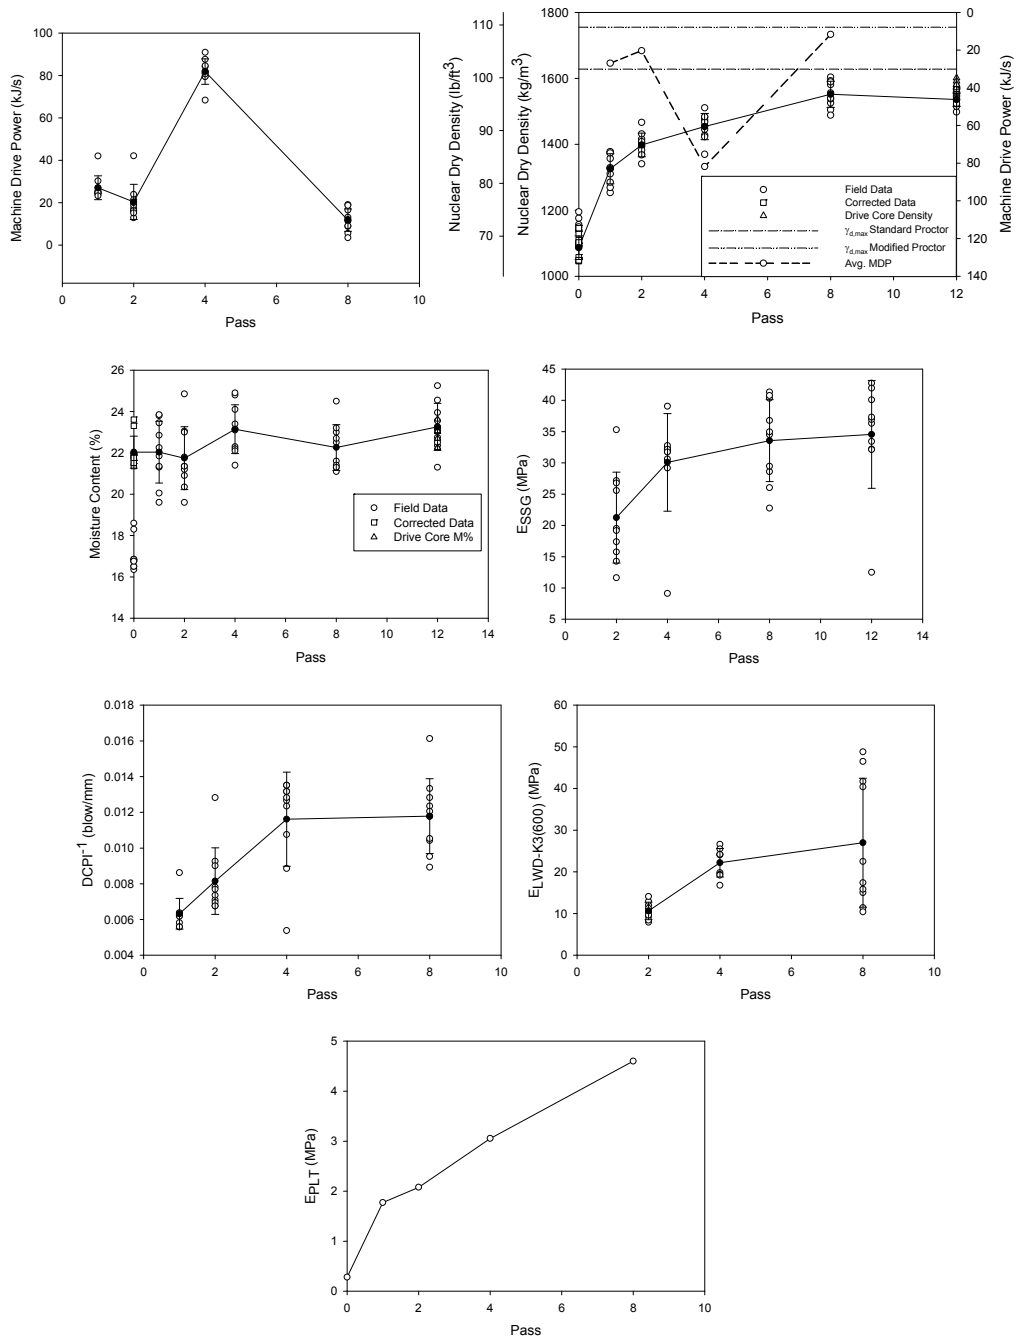 Machine Drive Power (kJ/s)
100
80
60
40
20
0
0 2 4 6 8 10
Pass
Nuclear Dry Density (lb/ft³)
110
100
90
80
70
Nuclear Dry Density (kg/m³)
1800
1600
1400
1200
1000
0 2 4 6 8 10 12
Pass
Machine Drive Power (kJ/s)
0
20
40
60
80
100
120
140
Field Data
Corrected Data
Drive Core Density
γd,max Standard Proctor
γd,max Modified Proctor
Avg. MDP
Moisture Content (%)
26
24
22
20
18
16
14
0 2 4 6 8 10 12 14
Pass
Field Data
Corrected Data
Drive Core M%
ESSG (MPa)
45
40
35
30
25
20
15
10
5
0 2 4 6 8 10 12 14
Pass
DCPI⁻¹ (blow/mm)
0.018
0.016
0.014
0.012
0.010
0.008
0.006
0.004
0 2 4 6 8 10
Pass
ELWD-K3(600) (MPa)
60
50
40
30
20
10
0
0 2 4 6 8 10
Pass
EPLT (MPa)
5
4
3
2
1
0
0 2 4 6 8 10
Pass